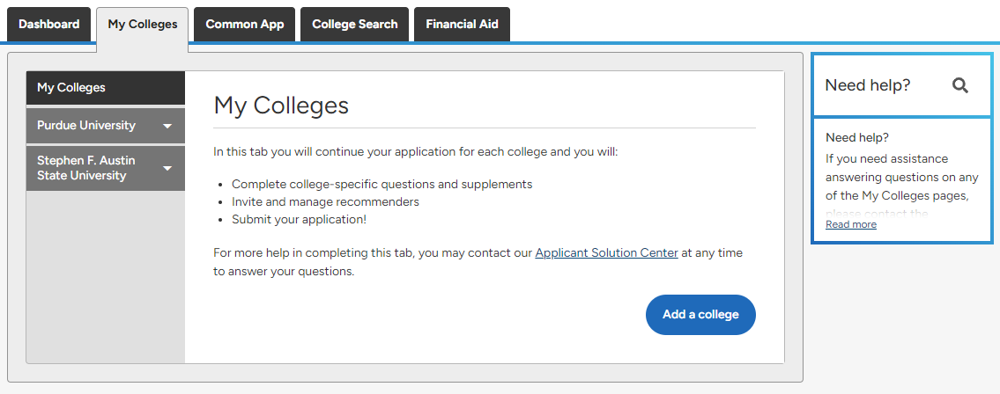 Dashboard
My Colleges
Common App
College Search
Financial Aid
My Colleges
Purdue University
Stephen F. Austin
State University
My Colleges
In this tab you will continue your application for each college and you will:
Complete college-specific questions and supplements
Invite and manage recommenders
Submit your application!
For more help in completing this tab, you may contact our Applicant Solution Center at any time
to answer your questions.
Add a college
Need help?
Need help?
If you need assistance
answering questions on any
of the My Colleges pages,
please contact the
Read more